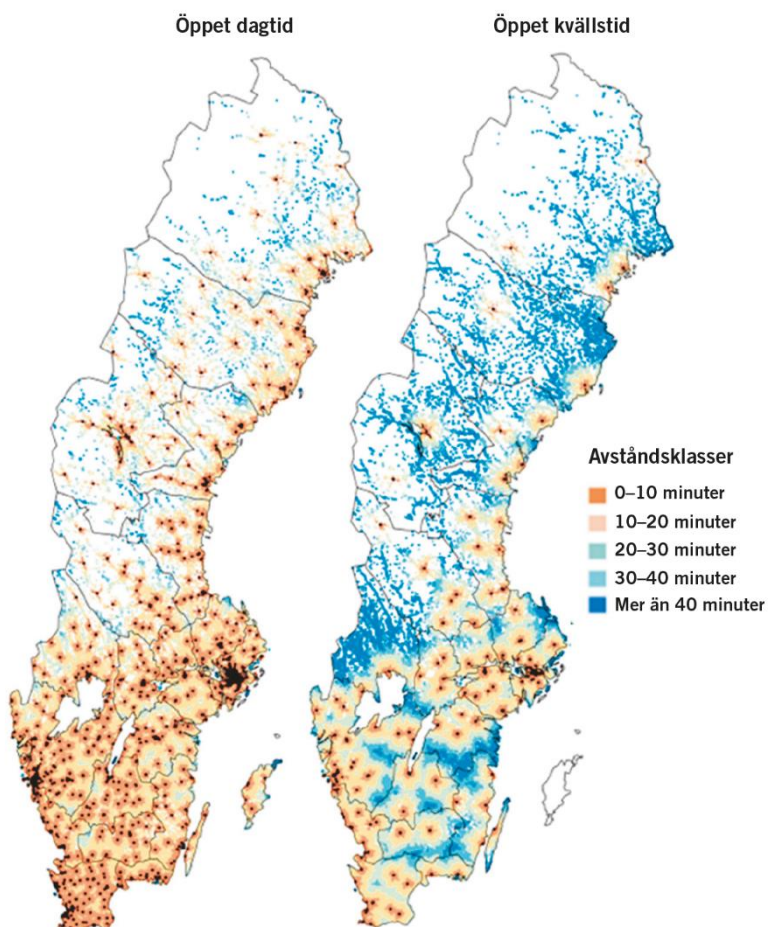 Öppet dagtid
Öppet kvällstid
Avståndsklasser
0–10 minuter
10–20 minuter
20–30 minuter
30–40 minuter
Mer än 40 minuter